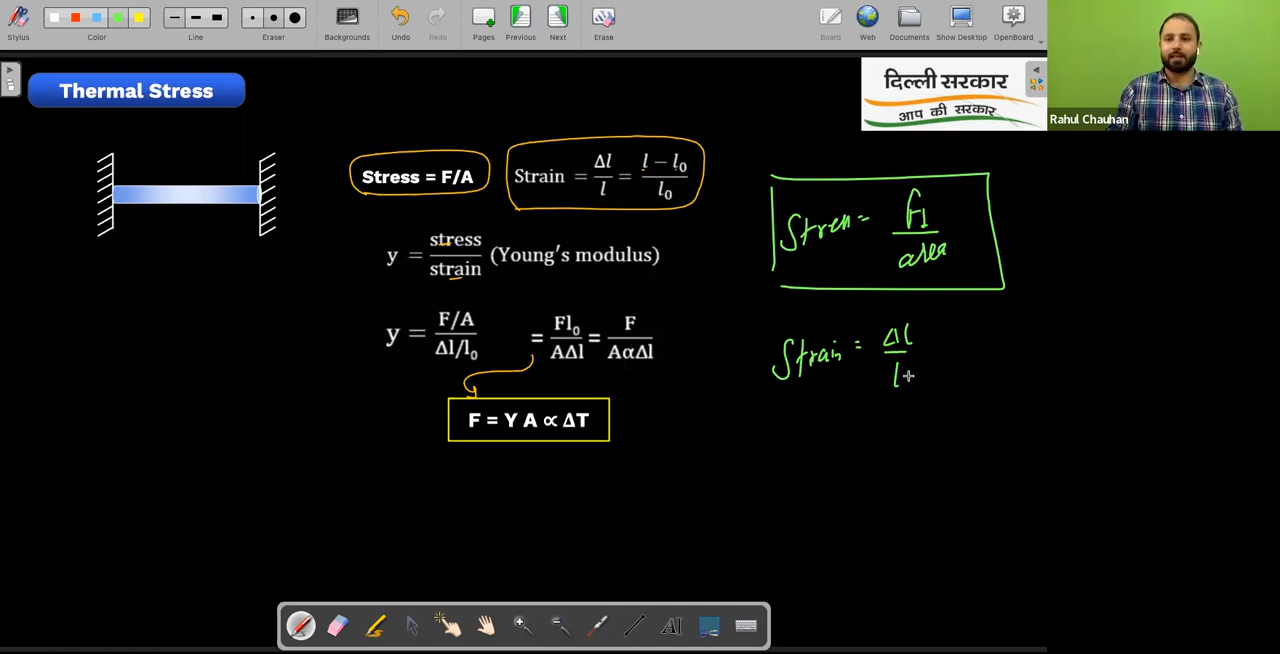 Stylus
Color
Line
Eraser
Backgrounds
Undo
Redo
Pages
Previous
Next
Erase
Board
Web
Documents
Show Desktop
OpenBoard
Thermal Stress
दिल्ली सरकार
आप की सरकार
Rahul Chauhan
Stress = F/A
Strain = Δl/l = l − l₀/l₀
y = stress/strain (Young's modulus)
y = F/A/Δl/l₀ = Fl₀/AΔl = F/AαΔl
F = Y A ∝ ΔT
Stress = F⊥/area
Strain = Δl/l
AI